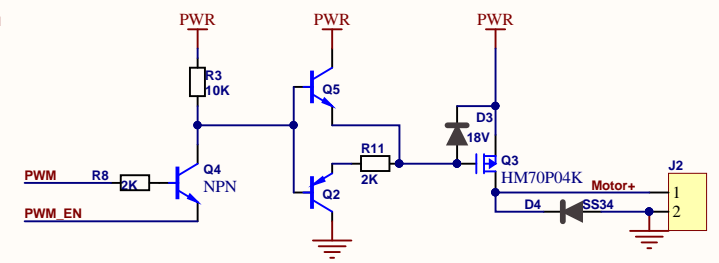 PWR
PWR
PWR
R3
10K
Q5
D3
18V
R11
2K
Q3
HM70P04K
J2
PWM
R8
2K
Q4
NPN
Q2
Motor+
1
2
D4
SS34
PWM_EN